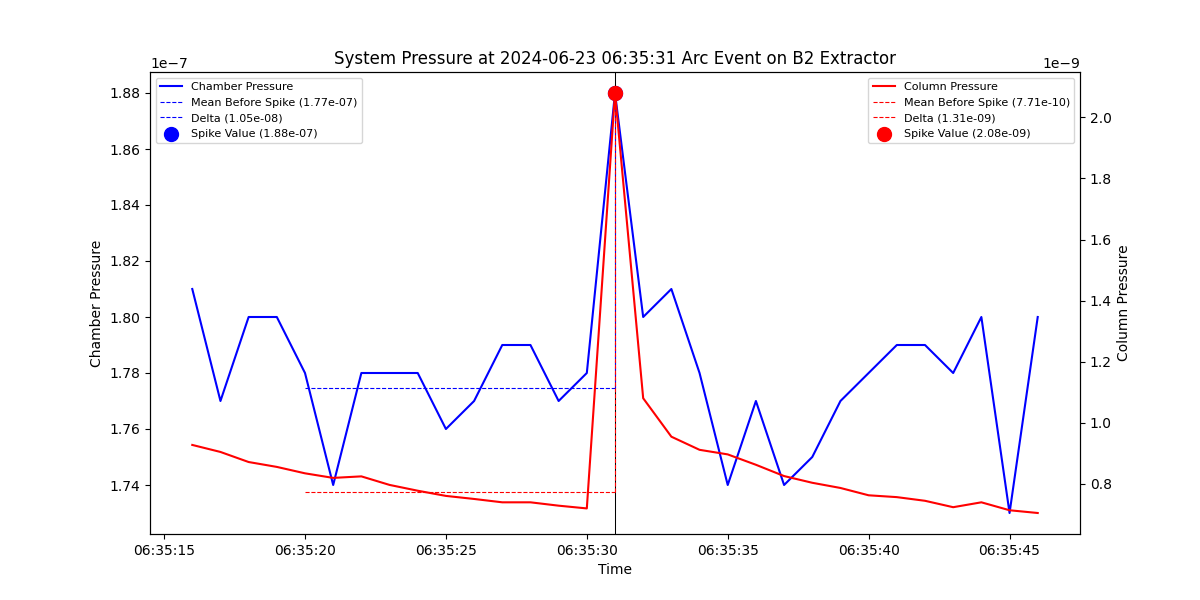 System Pressure at 2024-06-23 06:35:31 Arc Event on B2 Extractor
1e−7
1e−9
Chamber Pressure
Mean Before Spike (1.77e-07)
Delta (1.05e-08)
Spike Value (1.88e-07)
Column Pressure
Mean Before Spike (7.71e-10)
Delta (1.31e-09)
Spike Value (2.08e-09)
1.88
1.86
1.84
1.82
1.80
1.78
1.76
1.74
Chamber Pressure
2.0
1.8
1.6
1.4
1.2
1.0
0.8
Column Pressure
06:35:15
06:35:20
06:35:25
06:35:30
06:35:35
06:35:40
06:35:45
Time